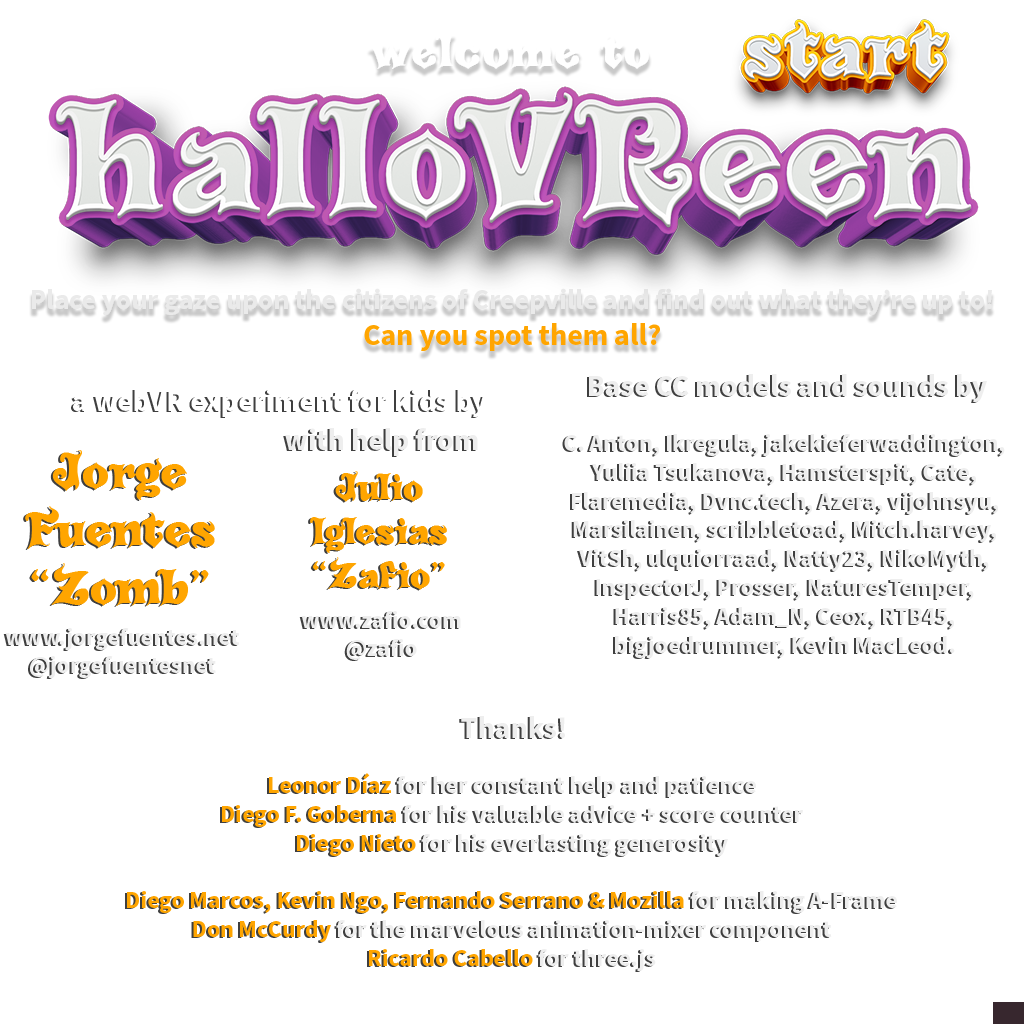 welcome to
start
halloVReen
Place your gaze upon the citizens of Creepville and find out what they're up to!
Can you spot them all?
a webVR experiment for kids by
Jorge
Fuentes
“Zomb”
www.jorgefuentes.net
@jorgefuentesnet
with help from
Julio
Iglesias
“Zafio”
www.zafio.com
@zafio
Base CC models and sounds by
C. Anton, Ikregula, jakekieferwaddington,
Yuliia Tsukanova, Hamsterspit, Cate,
Flaremedia, Dvnc.tech, Azera, vijohnsyu,
Marsilainen, scribbletoad, Mitch.harvey,
VitSh, ulquiorraad, Natty23, NikoMyth,
InspectorJ, Prosser, NaturesTemper,
Harris85, Adam_N, Ceox, RTB45,
bigjoedrummer, Kevin MacLeod.
Thanks!
Leonor Díaz for her constant help and patience
Diego F. Goberna for his valuable advice + score counter
Diego Nieto for his everlasting generosity
Diego Marcos, Kevin Ngo, Fernando Serrano & Mozilla for making A-Frame
Don McCurdy for the marvelous animation-mixer component
Ricardo Cabello for three.js